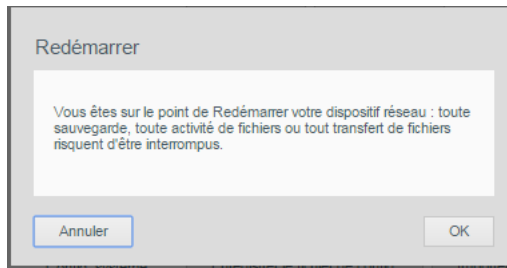 Redémarrer
Vous êtes sur le point de Redémarrer votre dispositif réseau : toute
sauvegarde, toute activité de fichiers ou tout transfert de fichiers
risquent d'être interrompus.
Annuler
OK